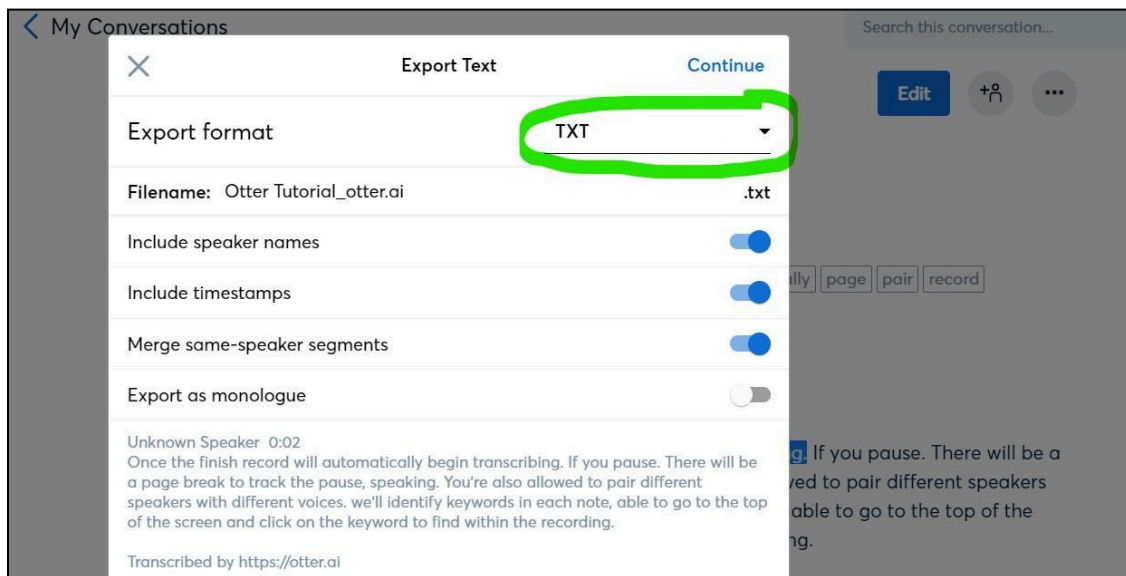 My Conversations
Search this conversation...
Export Text
Continue
Edit
Export format
TXT
Filename: Otter Tutorial_otter.ai
.txt
Include speaker names
Include timestamps
ally page pair record
Merge same-speaker segments
Export as monologue
Unknown Speaker 0:02
Once the finish record will automatically begin transcribing. If you pause. There will be
a page break to track the pause, speaking. You're also allowed to pair different
speakers with different voices. we'll identify keywords in each note, able to go to the top
of the screen and click on the keyword to find within the recording.
Transcribed by https://otter.ai
g. If you pause. There will be a
ved to pair different speakers
able to go to the top of the
ng.